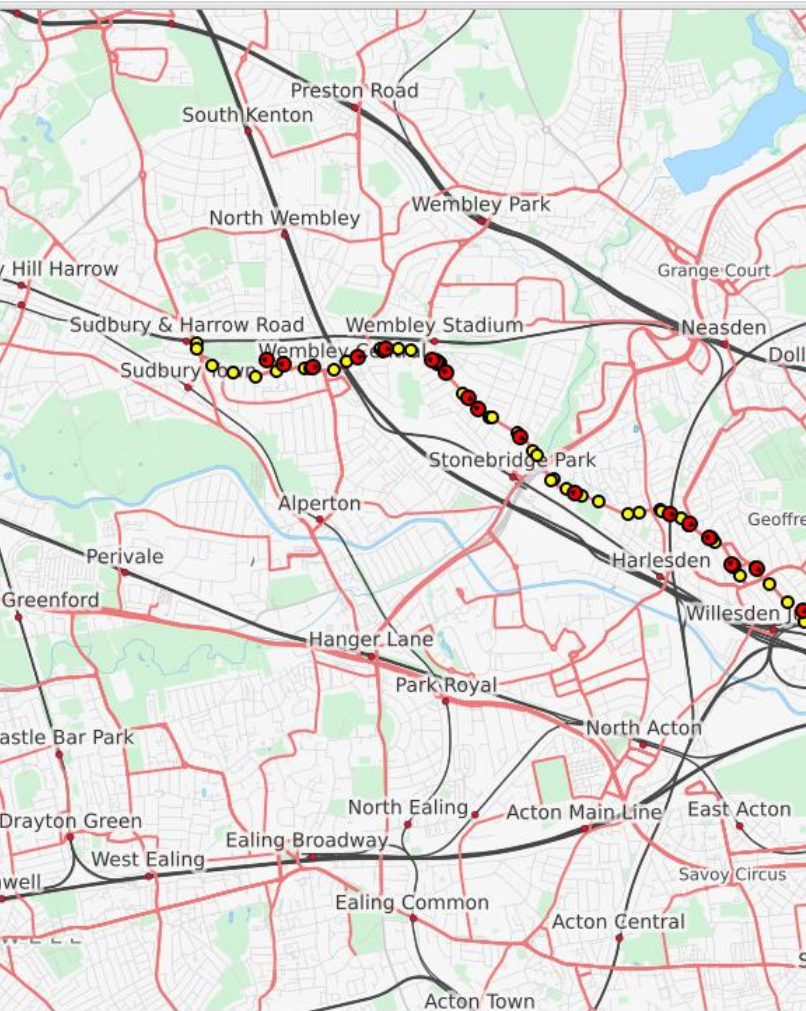 Preston Road
South Kenton
Wembley Park
North Wembley
Hill Harrow
Grange Court
Sudbury & Harrow Road
Wembley Stadium
Neasden
Wembley
Doll
Sudbury
Stonebridge Park
Alperton
Geoffre
Perivale
Harlesden
Greenford
Willesden J
Hanger Lane
Park Royal
North Acton
astle Bar Park
North Ealing
Acton Main Line
East Acton
Drayton Green
Ealing Broadway
West Ealing
Savoy Circus
well
Ealing Common
Acton Central
S
Acton Town